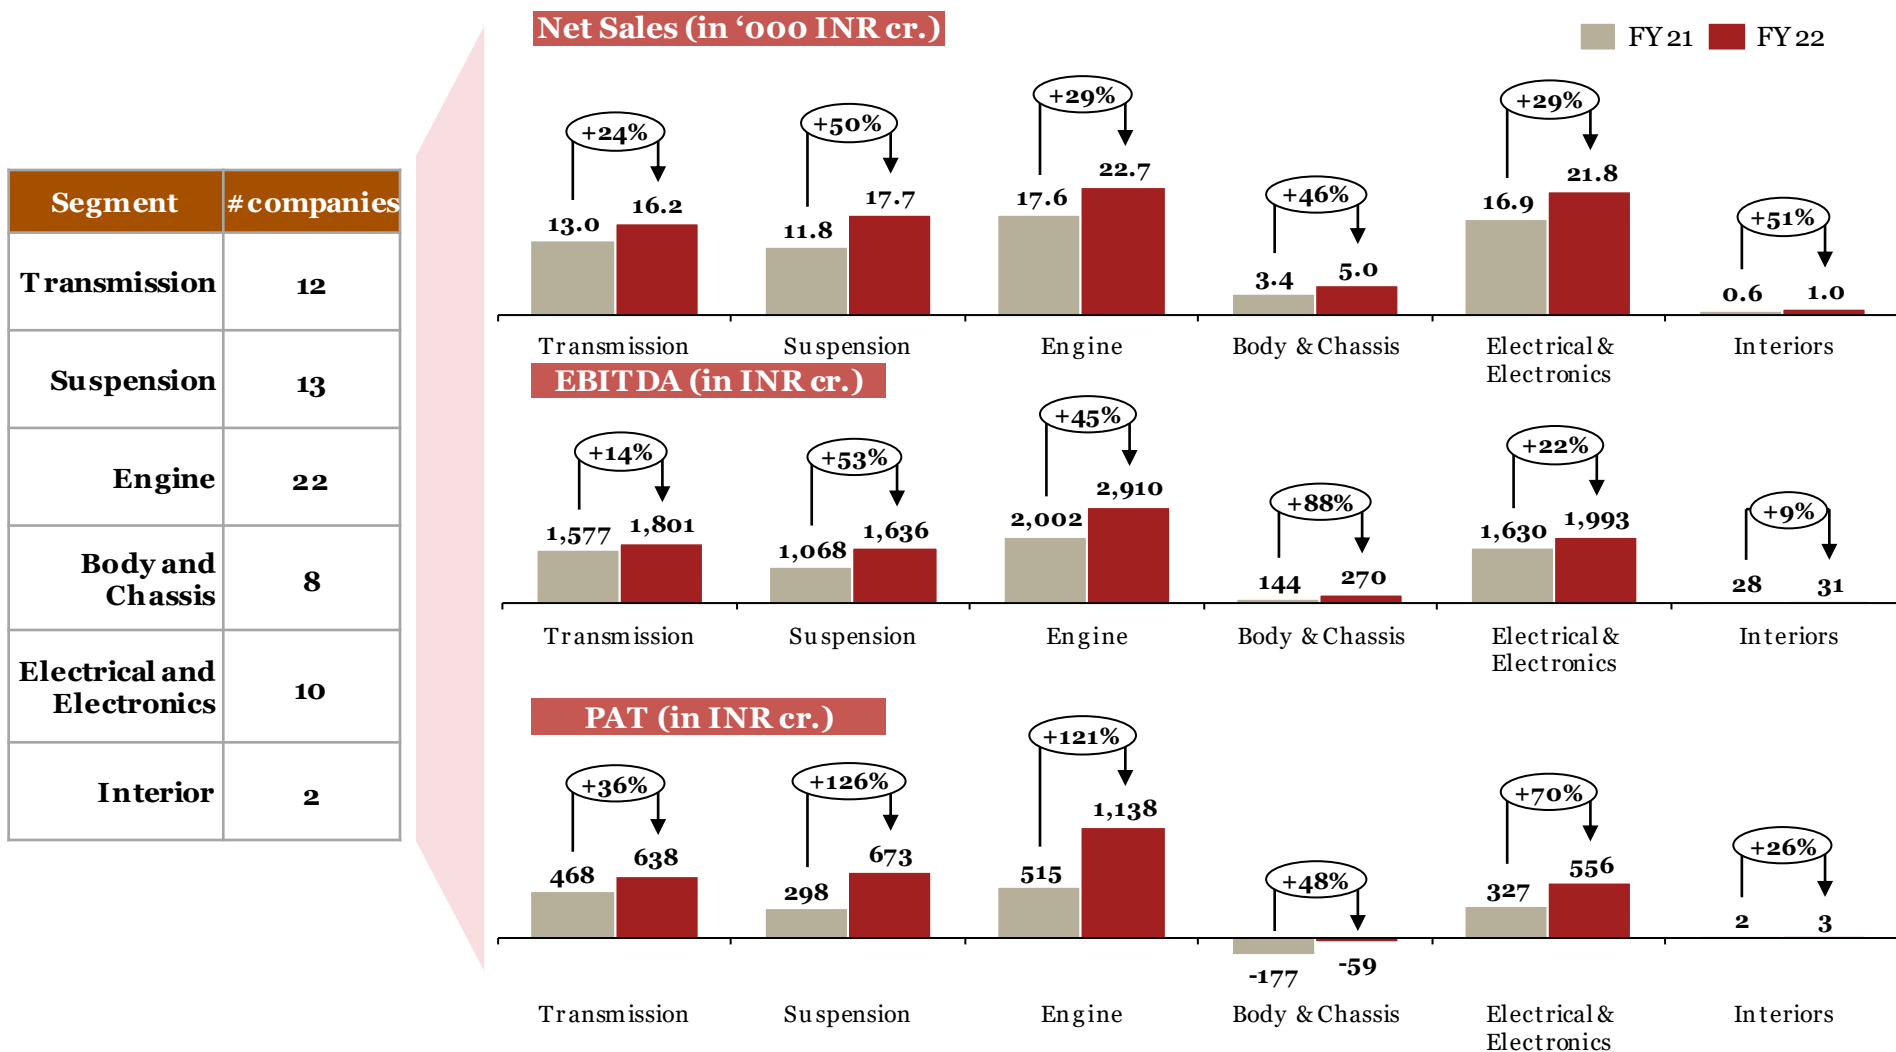 Net Sales (in ‘000 INR cr.)
FY 21 FY 22
+24% +50% +29% +46% +29% +51%
13.0 16.2 11.8 17.7 17.6 22.7 3.4 5.0 16.9 21.8 0.6 1.0
Transmission Suspension Engine Body & Chassis Electrical & Interiors
Electronics
Segment # companies
Transmission 12
Suspension 13
Engine 22
Body and
Chassis 8
Electrical and
Electronics 10
Interior 2
EBITDA (in INR cr.)
+14% +53% +45% +88% +22% +9%
1,577 1,801 1,068 1,636 2,002 2,910 144 270 1,630 1,993 28 31
Transmission Suspension Engine Body & Chassis Electrical & Interiors
Electronics
PAT (in INR cr.)
+36% +126% +121% +48% +70% +26%
468 638 298 673 515 1,138 -177 -59 327 556 2 3
Transmission Suspension Engine Body & Chassis Electrical & Interiors
Electronics